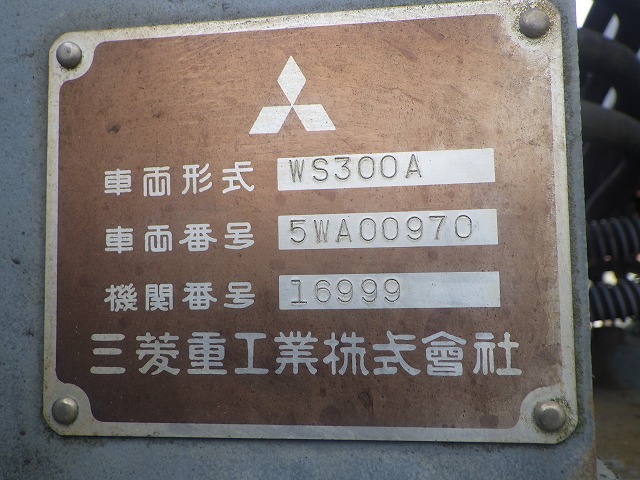 車両形式 WS300A
車両番号 5WA00970
機関番号 16999
三菱重工業株式會社